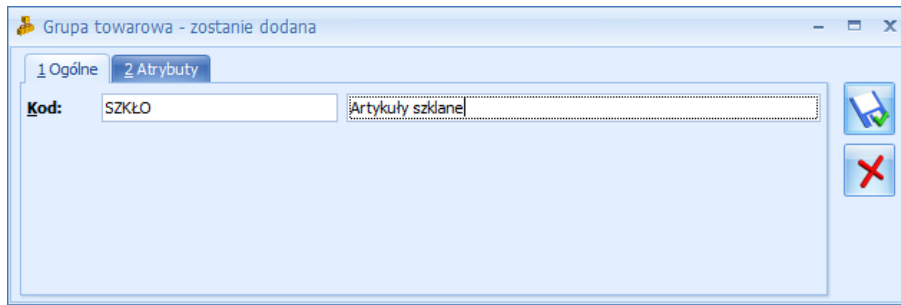 Grupa towarowa - zostanie dodana
1 Ogólne 2 Atrybuty
Kod: SZKŁO Artykuły szklane